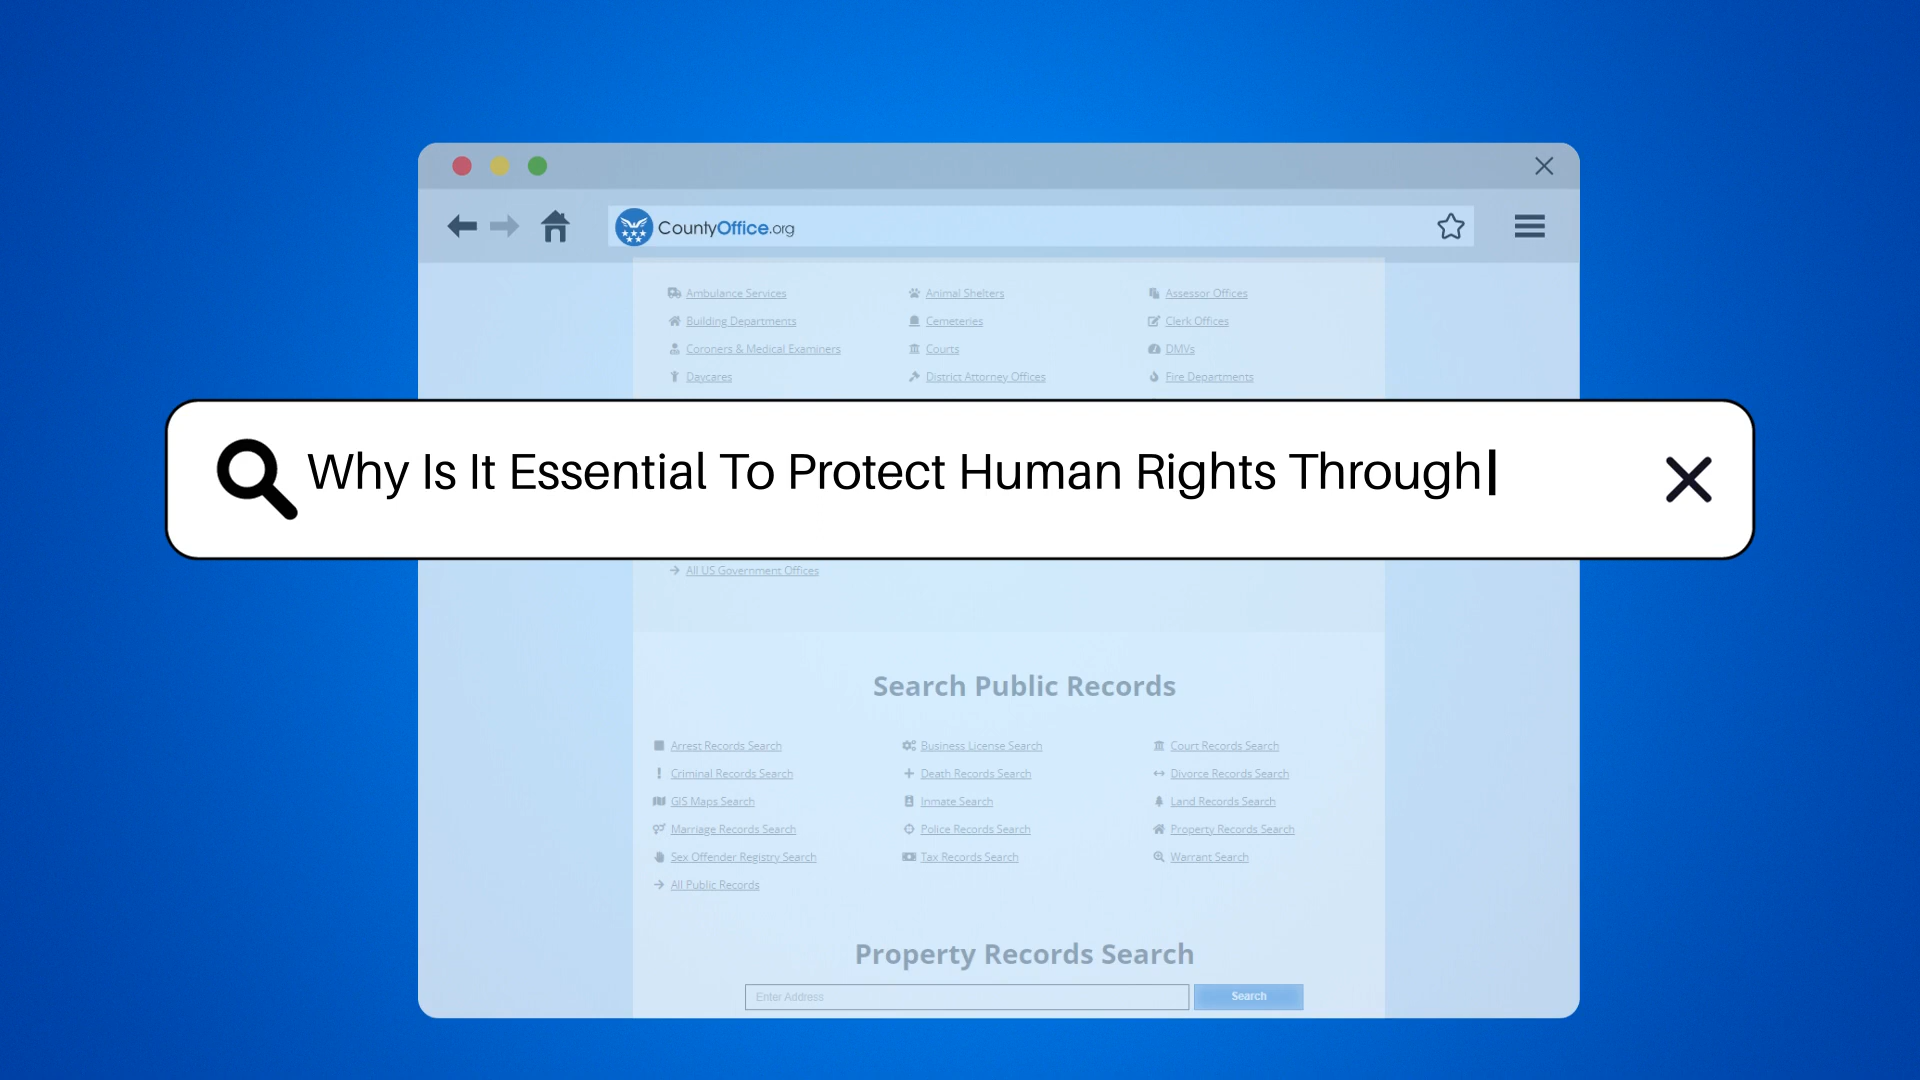 CountyOffice.org
Ambulance Services Animal Shelters Assessor Offices
Building Departments Cemeteries Clerk Offices
Coroners & Medical Examiners Courts DMVs
Daycares District Attorney Offices Fire Departments
Why Is It Essential To Protect Human Rights Through
All US Government Offices
Search Public Records
Arrest Records Search Business License Search Court Records Search
Criminal Records Search Death Records Search Divorce Records Search
GIS Maps Search Inmate Search Land Records Search
Marriage Records Search Police Records Search Property Records Search
Sex Offender Registry Search Tax Records Search Warrant Search
All Public Records
Property Records Search
Enter Address Search